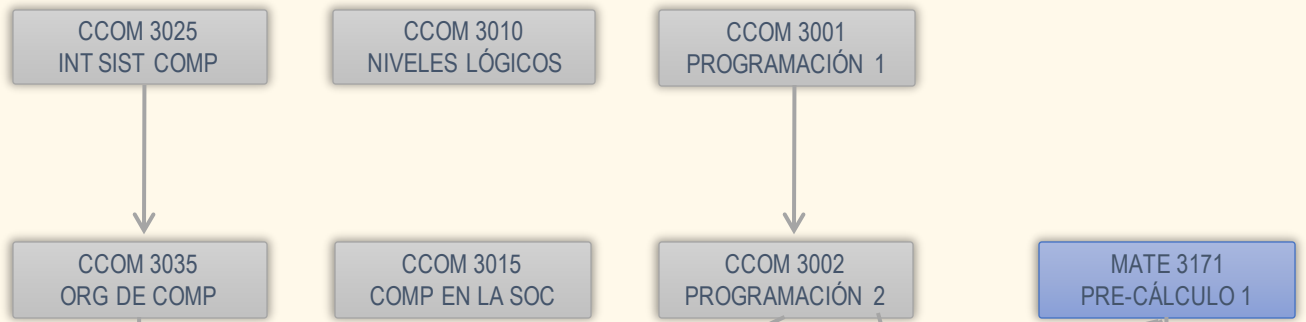 CCOM 3025
INT SIST COMP
CCOM 3010
NIVELES LÓGICOS
CCOM 3001
PROGRAMACIÓN 1
CCOM 3035
ORG DE COMP
CCOM 3015
COMP EN LA SOC
CCOM 3002
PROGRAMACIÓN 2
MATE 3171
PRE-CÁLCULO 1